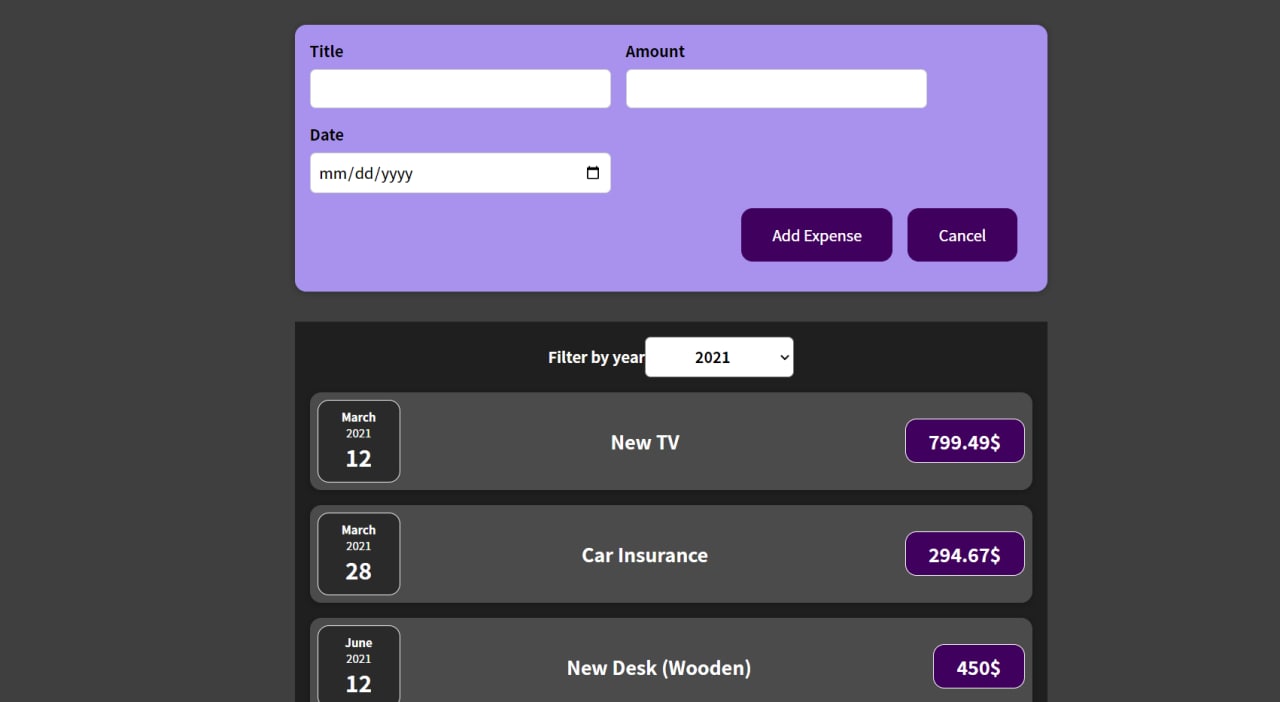 Title
Amount
Date
mm/dd/yyyy
Add Expense
Cancel
Filter by year
2021
March
2021
12
New TV
799.49$
March
2021
28
Car Insurance
294.67$
June
2021
12
New Desk (Wooden)
450$